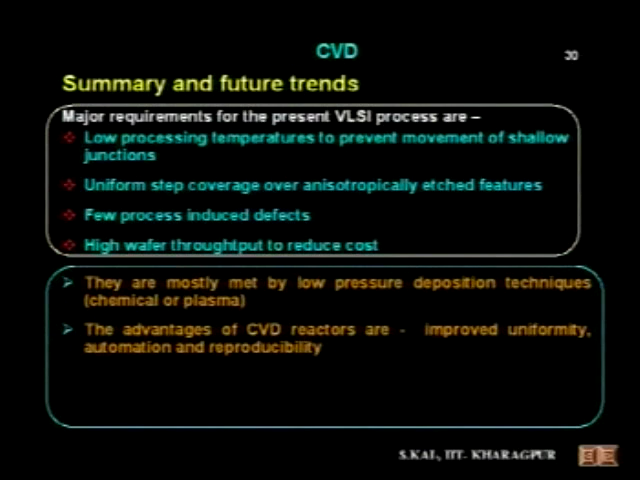 CVD
30
Summary and future trends
Major requirements for the present VLSI process are –
Low processing temperatures to prevent movement of shallow
junctions
Uniform step coverage over anisotropically etched features
Few process induced defects
High wafer throughtput to reduce cost
They are mostly met by low pressure deposition techniques
(chemical or plasma)
The advantages of CVD reactors are - improved uniformity,
automation and reproducibility
S.KAL, IIT- KHARAGPUR